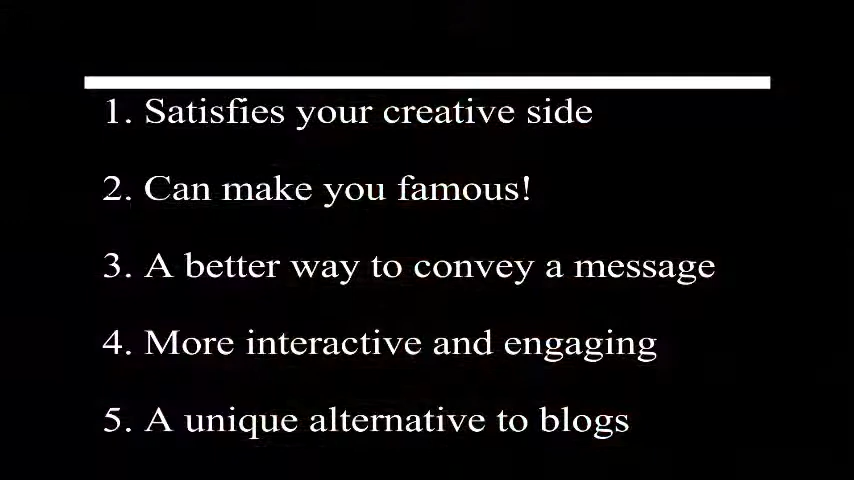 1. Satisfies your creative side
2. Can make you famous!
3. A better way to convey a message
4. More interactive and engaging
5. A unique alternative to blogs